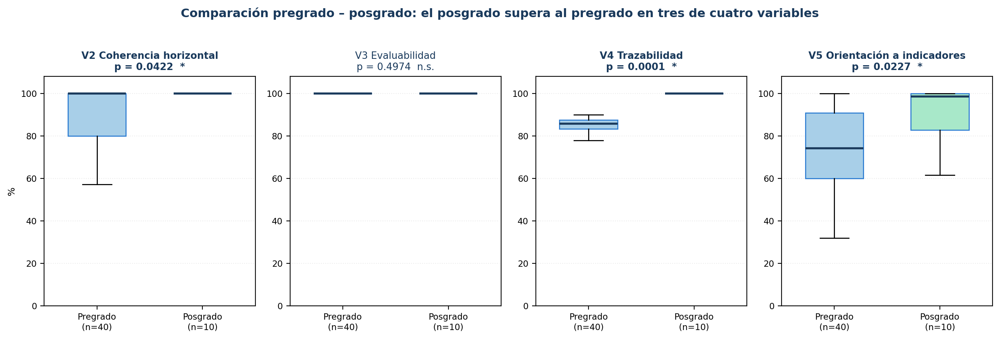 Comparación pregrado – posgrado: el posgrado supera al pregrado en tres de cuatro variables
V2 Coherencia horizontal
p = 0.0422 *
%
100
80
60
40
20
0
Pregrado
(n=40)
Posgrado
(n=10)
V3 Evaluabilidad
p = 0.4974 n.s.
100
80
60
40
20
0
Pregrado
(n=40)
Posgrado
(n=10)
V4 Trazabilidad
p = 0.0001 *
100
80
60
40
20
0
Pregrado
(n=40)
Posgrado
(n=10)
V5 Orientación a indicadores
p = 0.0227 *
100
80
60
40
20
0
Pregrado
(n=40)
Posgrado
(n=10)